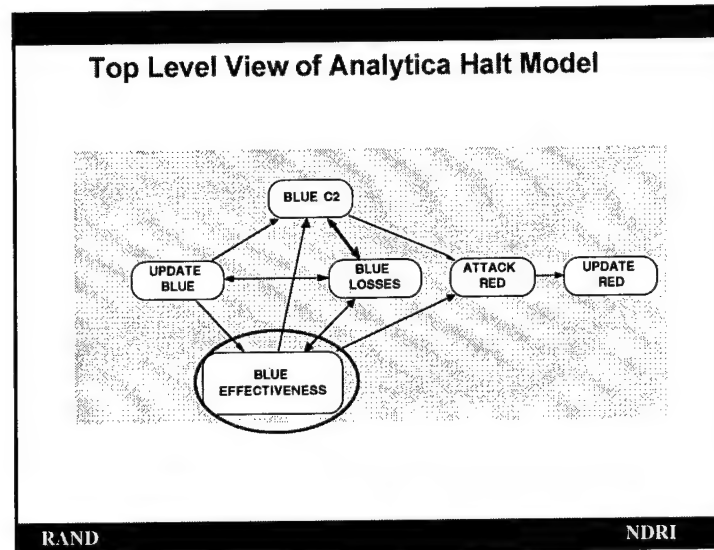 Top Level View of Analytica Halt Model
BLUE C2
UPDATE
BLUE
BLUE
LOSSES
ATTACK
RED
UPDATE
RED
BLUE
EFFECTIVENESS
RAND
NDRI